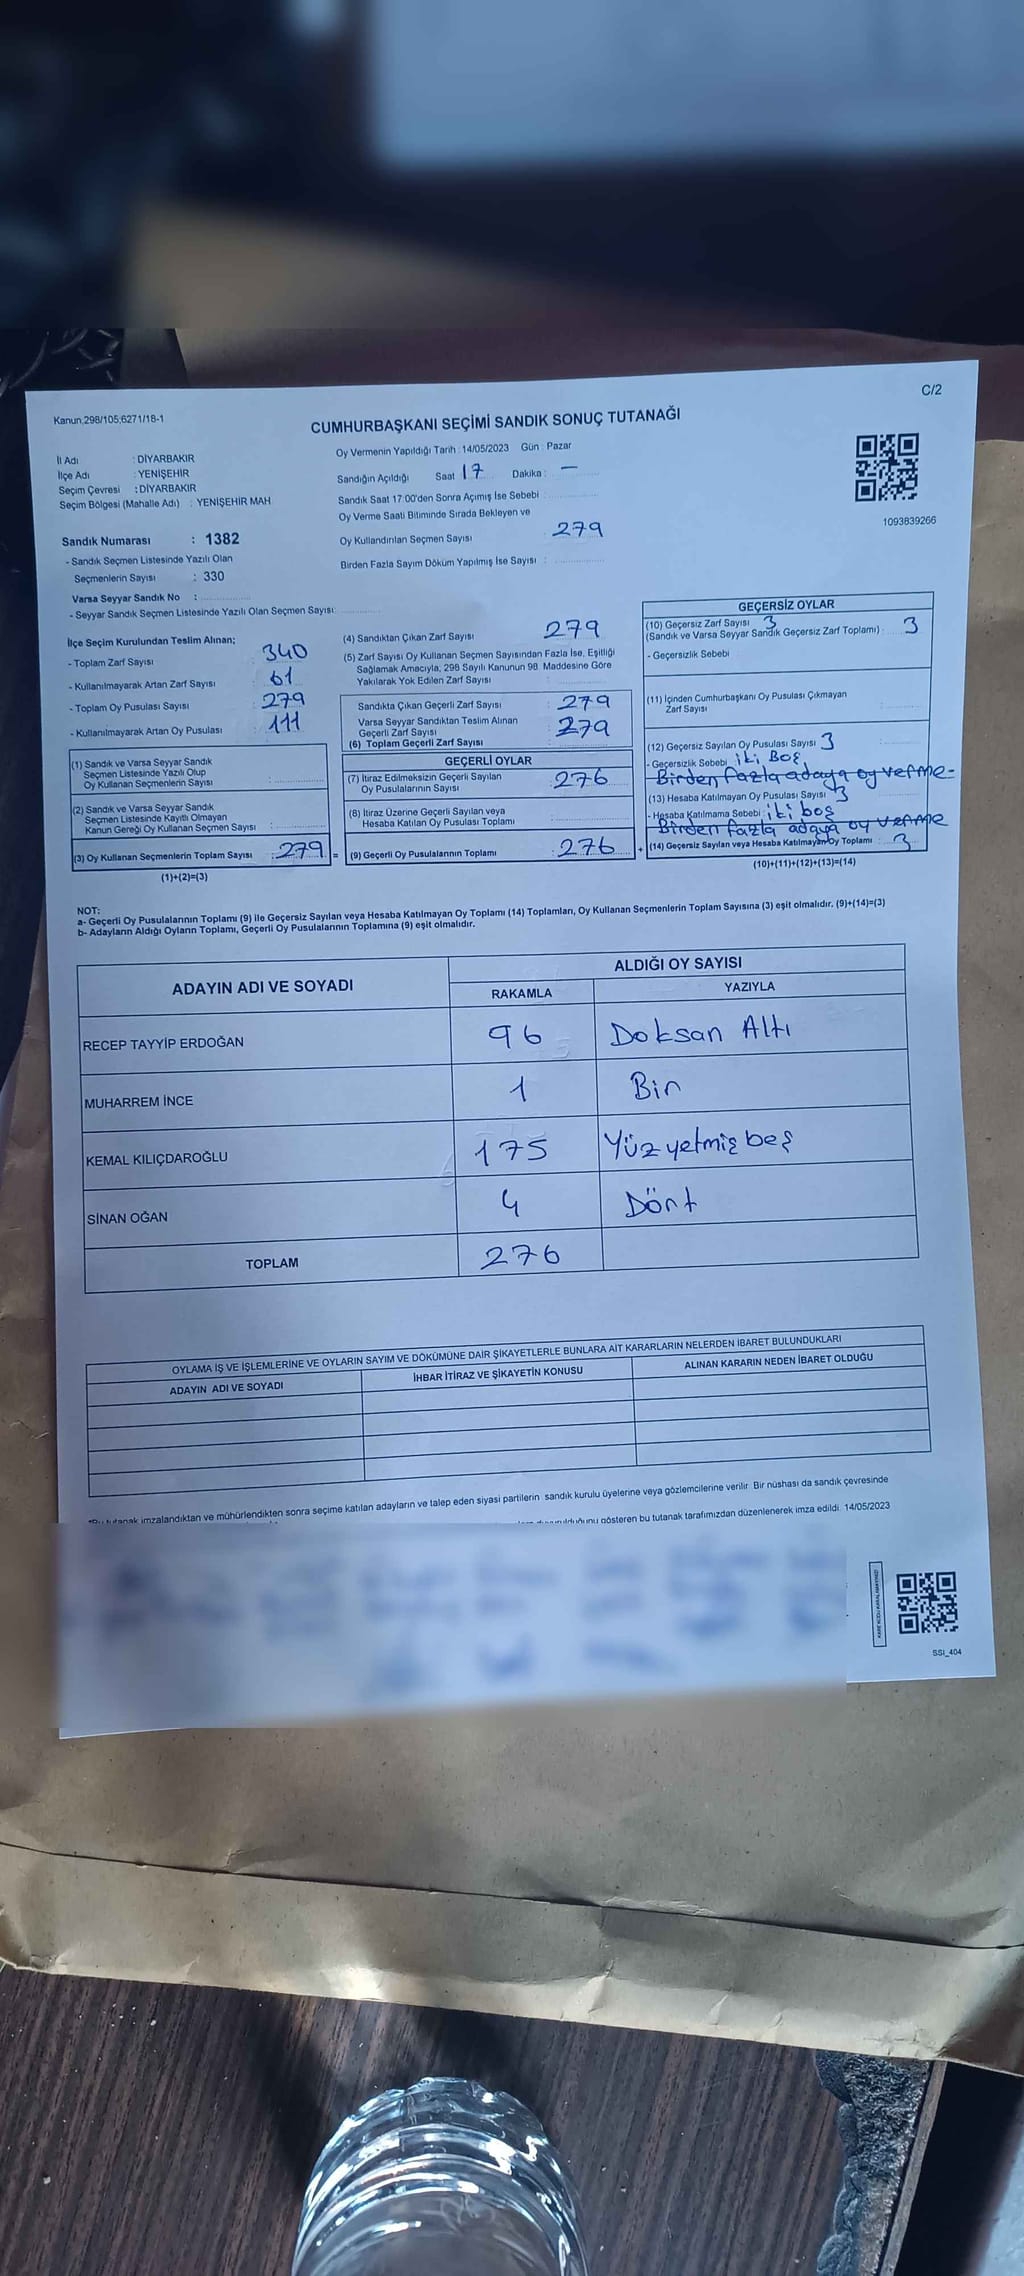 C/2
Kanun,298/105;6271/18-1
CUMHURBAŞKANI SEÇİMİ SANDIK SONUÇ TUTANAĞI
İl Adı : DİYARBAKIR
İlçe Adı : YENİŞEHİR
Seçim Çevresi : DİYARBAKIR
Seçim Bölgesi (Mahalle Adı) : YENİŞEHİR MAH
Sandık Numarası : 1382
- Sandık Seçmen Listesinde Yazılı Olan
Seçmenlerin Sayısı : 330
Varsa Seyyar Sandık No :
- Seyyar Sandık Seçmen Listesinde Yazılı Olan Seçmen Sayısı:
Oy Vermenin Yapıldığı Tarih : 14/05/2023 Gün : Pazar
Sandığın Açıldığı Saat 17 Dakika : —
Sandık Saat 17:00'den Sonra Açımış İse Sebebi :
Oy Verme Saati Bitiminde Sırada Bekleyen ve
Oy Kullandırılan Seçmen Sayısı : 279
Birden Fazla Sayım Döküm Yapılmış İse Sayısı :
1093839266
İlçe Seçim Kurulundan Teslim Alınan;
- Toplam Zarf Sayısı : 340
- Kullanılmayarak Artan Zarf Sayısı : 61
- Toplam Oy Pusulası Sayısı : 279
- Kullanılmayarak Artan Oy Pusulası : 111
(1) Sandık ve Varsa Seyyar Sandık
Seçmen Listesinde Yazılı Olup
Oy Kullanan Seçmenlerin Sayısı :
(2) Sandık ve Varsa Seyyar Sandık
Seçmen Listesinde Kayıtlı Olmayan
Kanun Gereği Oy Kullanan Seçmen Sayısı :
(3) Oy Kullanan Seçmenlerin Toplam Sayısı : 279 =
(1)+(2)=(3)
(4) Sandıktan Çıkan Zarf Sayısı : 279
(5) Zarf Sayısı Oy Kullanan Seçmen Sayısından Fazla İse, Eşitliği
Sağlamak Amacıyla, 298 Sayılı Kanunun 98. Maddesine Göre
Yakılarak Yok Edilen Zarf Sayısı :
Sandıkta Çıkan Geçerli Zarf Sayısı : 279
Varsa Seyyar Sandıktan Teslim Alınan
Geçerli Zarf Sayısı : 279
(6) Toplam Geçerli Zarf Sayısı :
GEÇERLİ OYLAR
(7) İtiraz Edilmeksizin Geçerli Sayılan
Oy Pusulalarının Sayısı : 276
(8) İtiraz Üzerine Geçerli Sayılan veya
Hesaba Katılan Oy Pusulası Toplamı :
(9) Geçerli Oy Pusulalarının Toplamı : 276 +
GEÇERSİZ OYLAR
(10) Geçersiz Zarf Sayısı 3
(Sandık ve Varsa Seyyar Sandık Geçersiz Zarf Toplamı) : 3
- Geçersizlik Sebebi
(11) İçinden Cumhurbaşkanı Oy Pusulası Çıkmayan
Zarf Sayısı
(12) Geçersiz Sayılan Oy Pusulası Sayısı 3
- Geçersizlik Sebebi iki Boş
Birden fazla adaya oy verme-
(13) Hesaba Katılmayan Oy Pusulası Sayısı 3
- Hesaba Katılmama Sebebi : iki boş
Birden fazla adaya oy verme
(14) Geçersiz Sayılan veya Hesaba Katılmayan Oy Toplamı : 3
(10)+(11)+(12)+(13)=(14)
NOT:
a- Geçerli Oy Pusulalarının Toplamı (9) ile Geçersiz Sayılan veya Hesaba Katılmayan Oy Toplamı (14) Toplamları, Oy Kullanan Seçmenlerin Toplam Sayısına (3) eşit olmalıdır. (9)+(14)=(3)
b- Adayların Aldığı Oyların Toplamı, Geçerli Oy Pusulalarının Toplamına (9) eşit olmalıdır.
ADAYIN ADI VE SOYADI ALDIĞI OY SAYISI
RAKAMLA YAZIYLA
RECEP TAYYİP ERDOĞAN 96 Doksan Altı
MUHARREM İNCE 1 Bir
KEMAL KILIÇDAROĞLU 175 Yüz yetmiş beş
SİNAN OĞAN 4 Dört
TOPLAM 276
OYLAMA İŞ VE İŞLEMLERİNE VE OYLARIN SAYIM VE DÖKÜMÜNE DAİR ŞİKAYETLERLE BUNLARA AİT KARARLARIN NELERDEN İBARET BULUNDUKLARI
ADAYIN ADI VE SOYADI İHBAR İTİRAZ VE ŞİKAYETİN KONUSU ALINAN KARARIN NEDEN İBARET OLDUĞU
*Bu tutanak imzalandıktan ve mühürlendikten sonra seçime katılan adayların ve talep eden siyasi partilerin sandık kurulu üyelerine veya gözlemcilerine verilir. Bir nüshası da sandık çevresinde
gösteren bu tutanak tarafımızdan düzenlenerek imza edildi. 14/05/2023
SSI_404